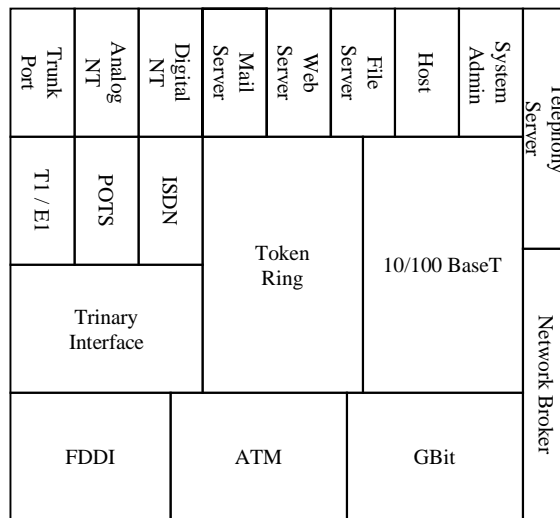 Trunk
Port
Analog
NT
Digital
NT
Mail
Server
Web
Server
File
Server
Host
System
Admin
Telephony
Server
T1 / E1
POTS
ISDN
Token
Ring
10/100 BaseT
Trinary
Interface
Network Broker
FDDI
ATM
GBit